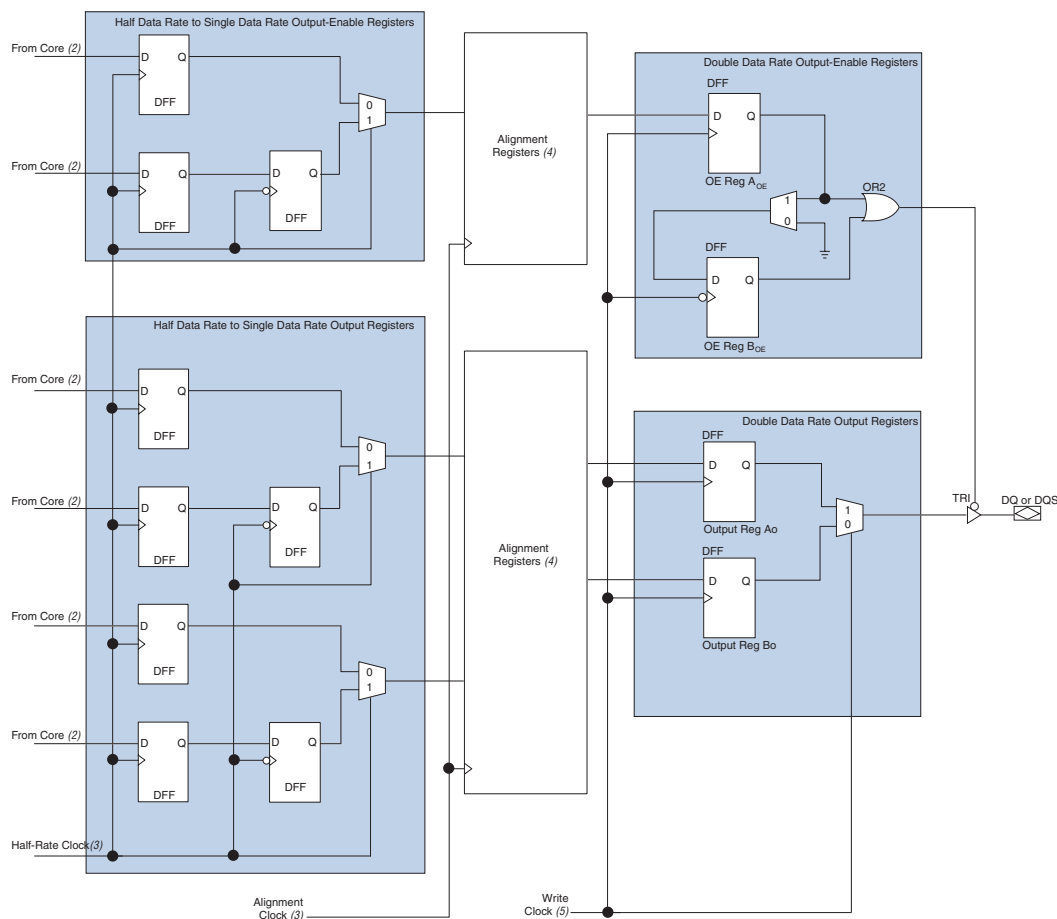 Half Data Rate to Single Data Rate Output-Enable Registers
From Core (2)
D Q
DFF
0
1
From Core (2)
D Q
DFF
D Q
DFF
Alignment
Registers (4)
Double Data Rate Output-Enable Registers
DFF
D Q
OE Reg AOE
OR2
1
0
DFF
D Q
OE Reg BOE
Half Data Rate to Single Data Rate Output Registers
From Core (2)
D Q
DFF
0
1
From Core (2)
D Q
DFF
D Q
DFF
From Core (2)
D Q
DFF
0
1
From Core (2)
D Q
DFF
D Q
DFF
Half-Rate Clock(3)
Alignment
Registers (4)
Double Data Rate Output Registers
DFF
D Q
Output Reg Ao
1
0
DFF
D Q
Output Reg Bo
TRI
DQ or DQS
Alignment
Clock (3)
Write
Clock (5)